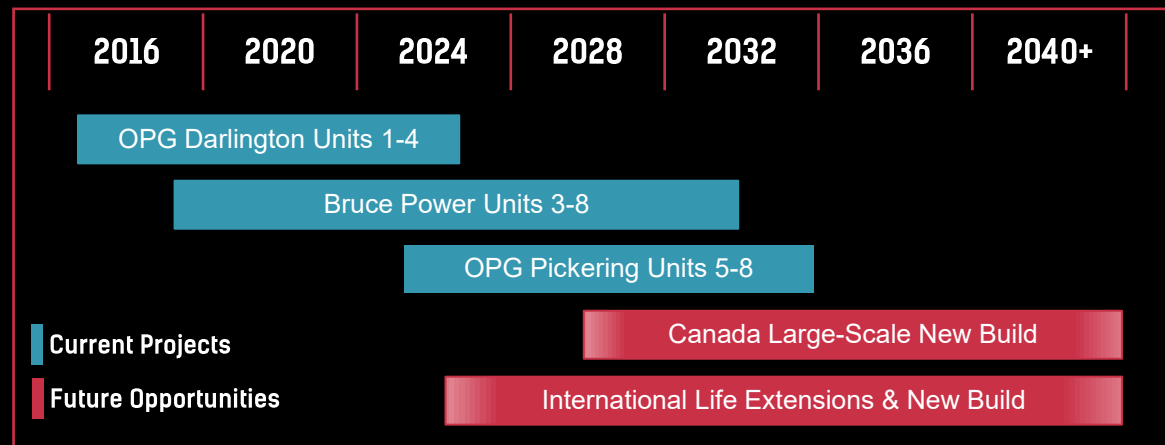 2016 2020 2024 2028 2032 2036 2040+
OPG Darlington Units 1-4
Bruce Power Units 3-8
OPG Pickering Units 5-8
Canada Large-Scale New Build
Current Projects
International Life Extensions & New Build
Future Opportunities